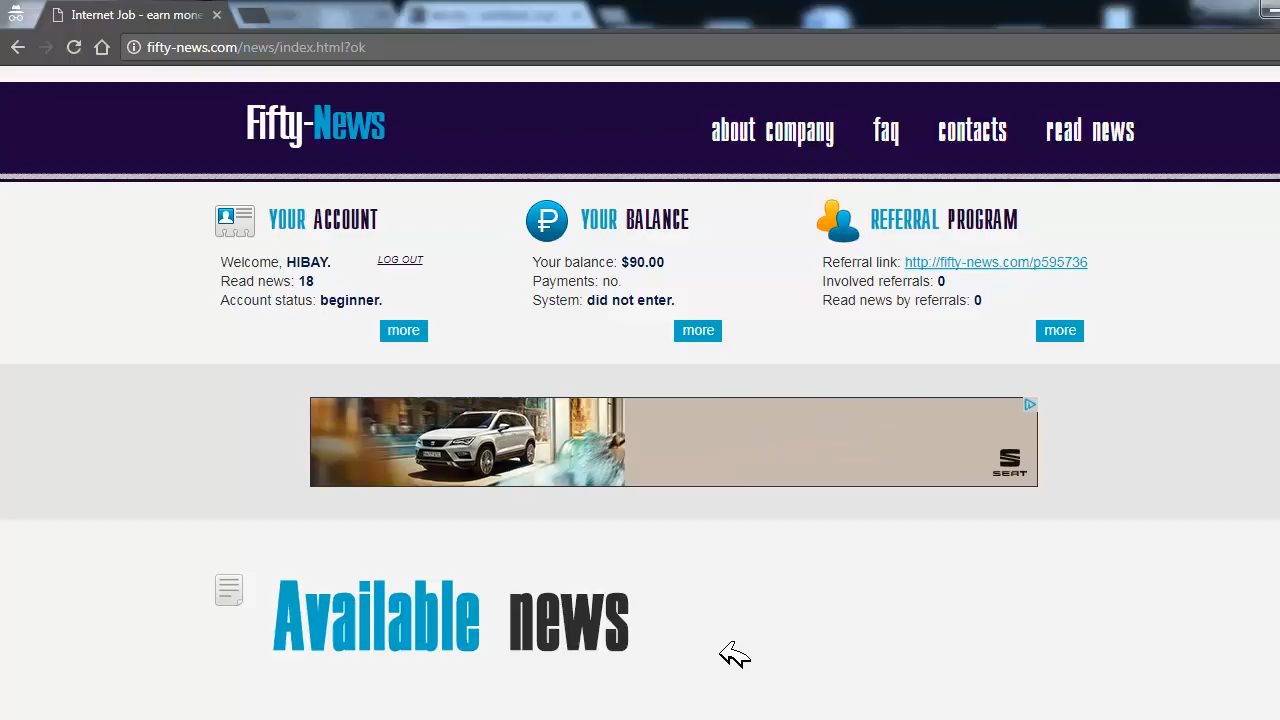 Internet Job - earn mone
fifty-news.com/news/index.html?ok
Fifty-News
about company faq contacts read news
YOUR ACCOUNT
Welcome, HIBAY. LOG OUT
Read news: 18
Account status: beginner.
more
YOUR BALANCE
Your balance: $90.00
Payments: no.
System: did not enter.
more
REFERRAL PROGRAM
Referral link: http://fifty-news.com/p595736
Involved referrals: 0
Read news by referrals: 0
more
SEAT
Available news